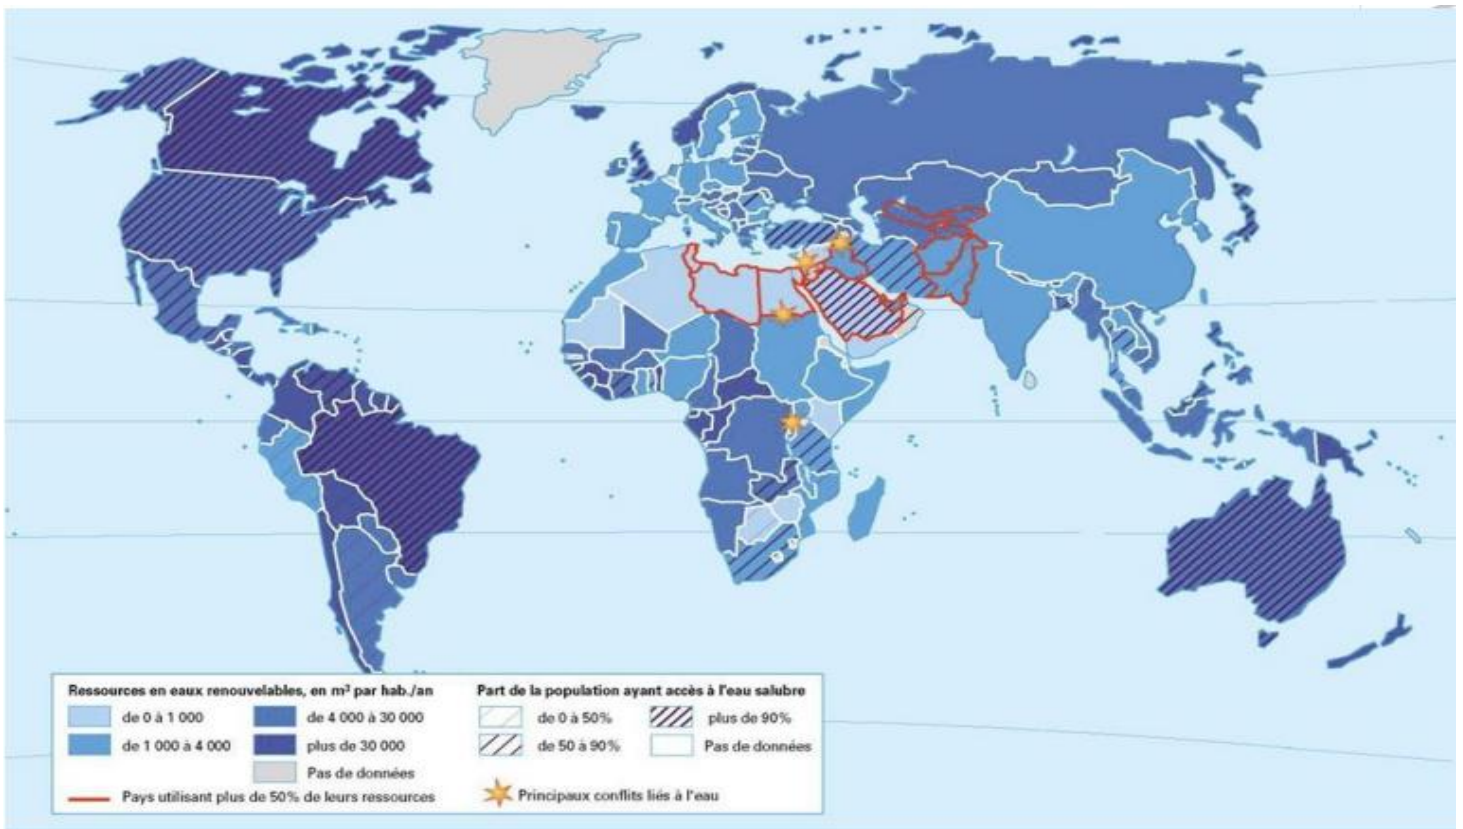 Ressources en eaux renouvelables, en m³ par hab./an
de 0 à 1 000
de 4 000 à 30 000
de 1 000 à 4 000
plus de 30 000
Pas de données
Pays utilisant plus de 50% de leurs ressources
Part de la population ayant accès à l'eau salubre
de 0 à 50%
plus de 90%
de 50 à 90%
Pas de données
Principaux conflits liés à l'eau